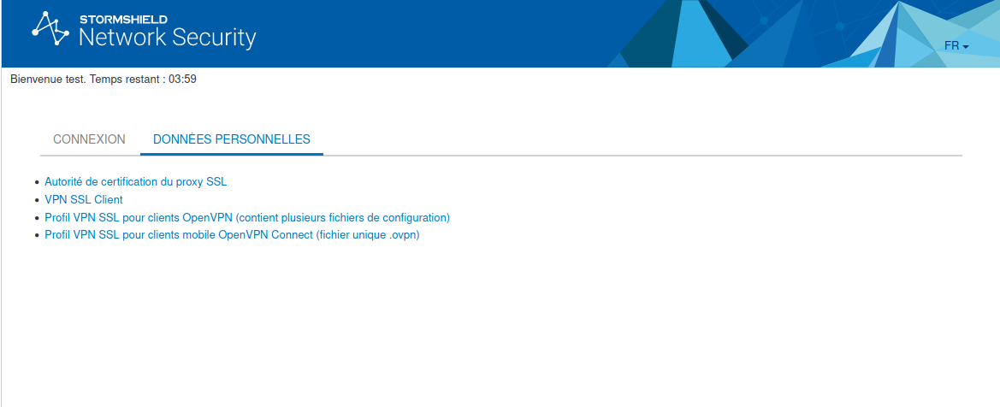 STORMSHIELD
Network Security
FR
Bienvenue test. Temps restant : 03:59
CONNEXION DONNÉES PERSONNELLES
• Autorité de certification du proxy SSL
• VPN SSL Client
• Profil VPN SSL pour clients OpenVPN (contient plusieurs fichiers de configuration)
• Profil VPN SSL pour clients mobile OpenVPN Connect (fichier unique .ovpn)